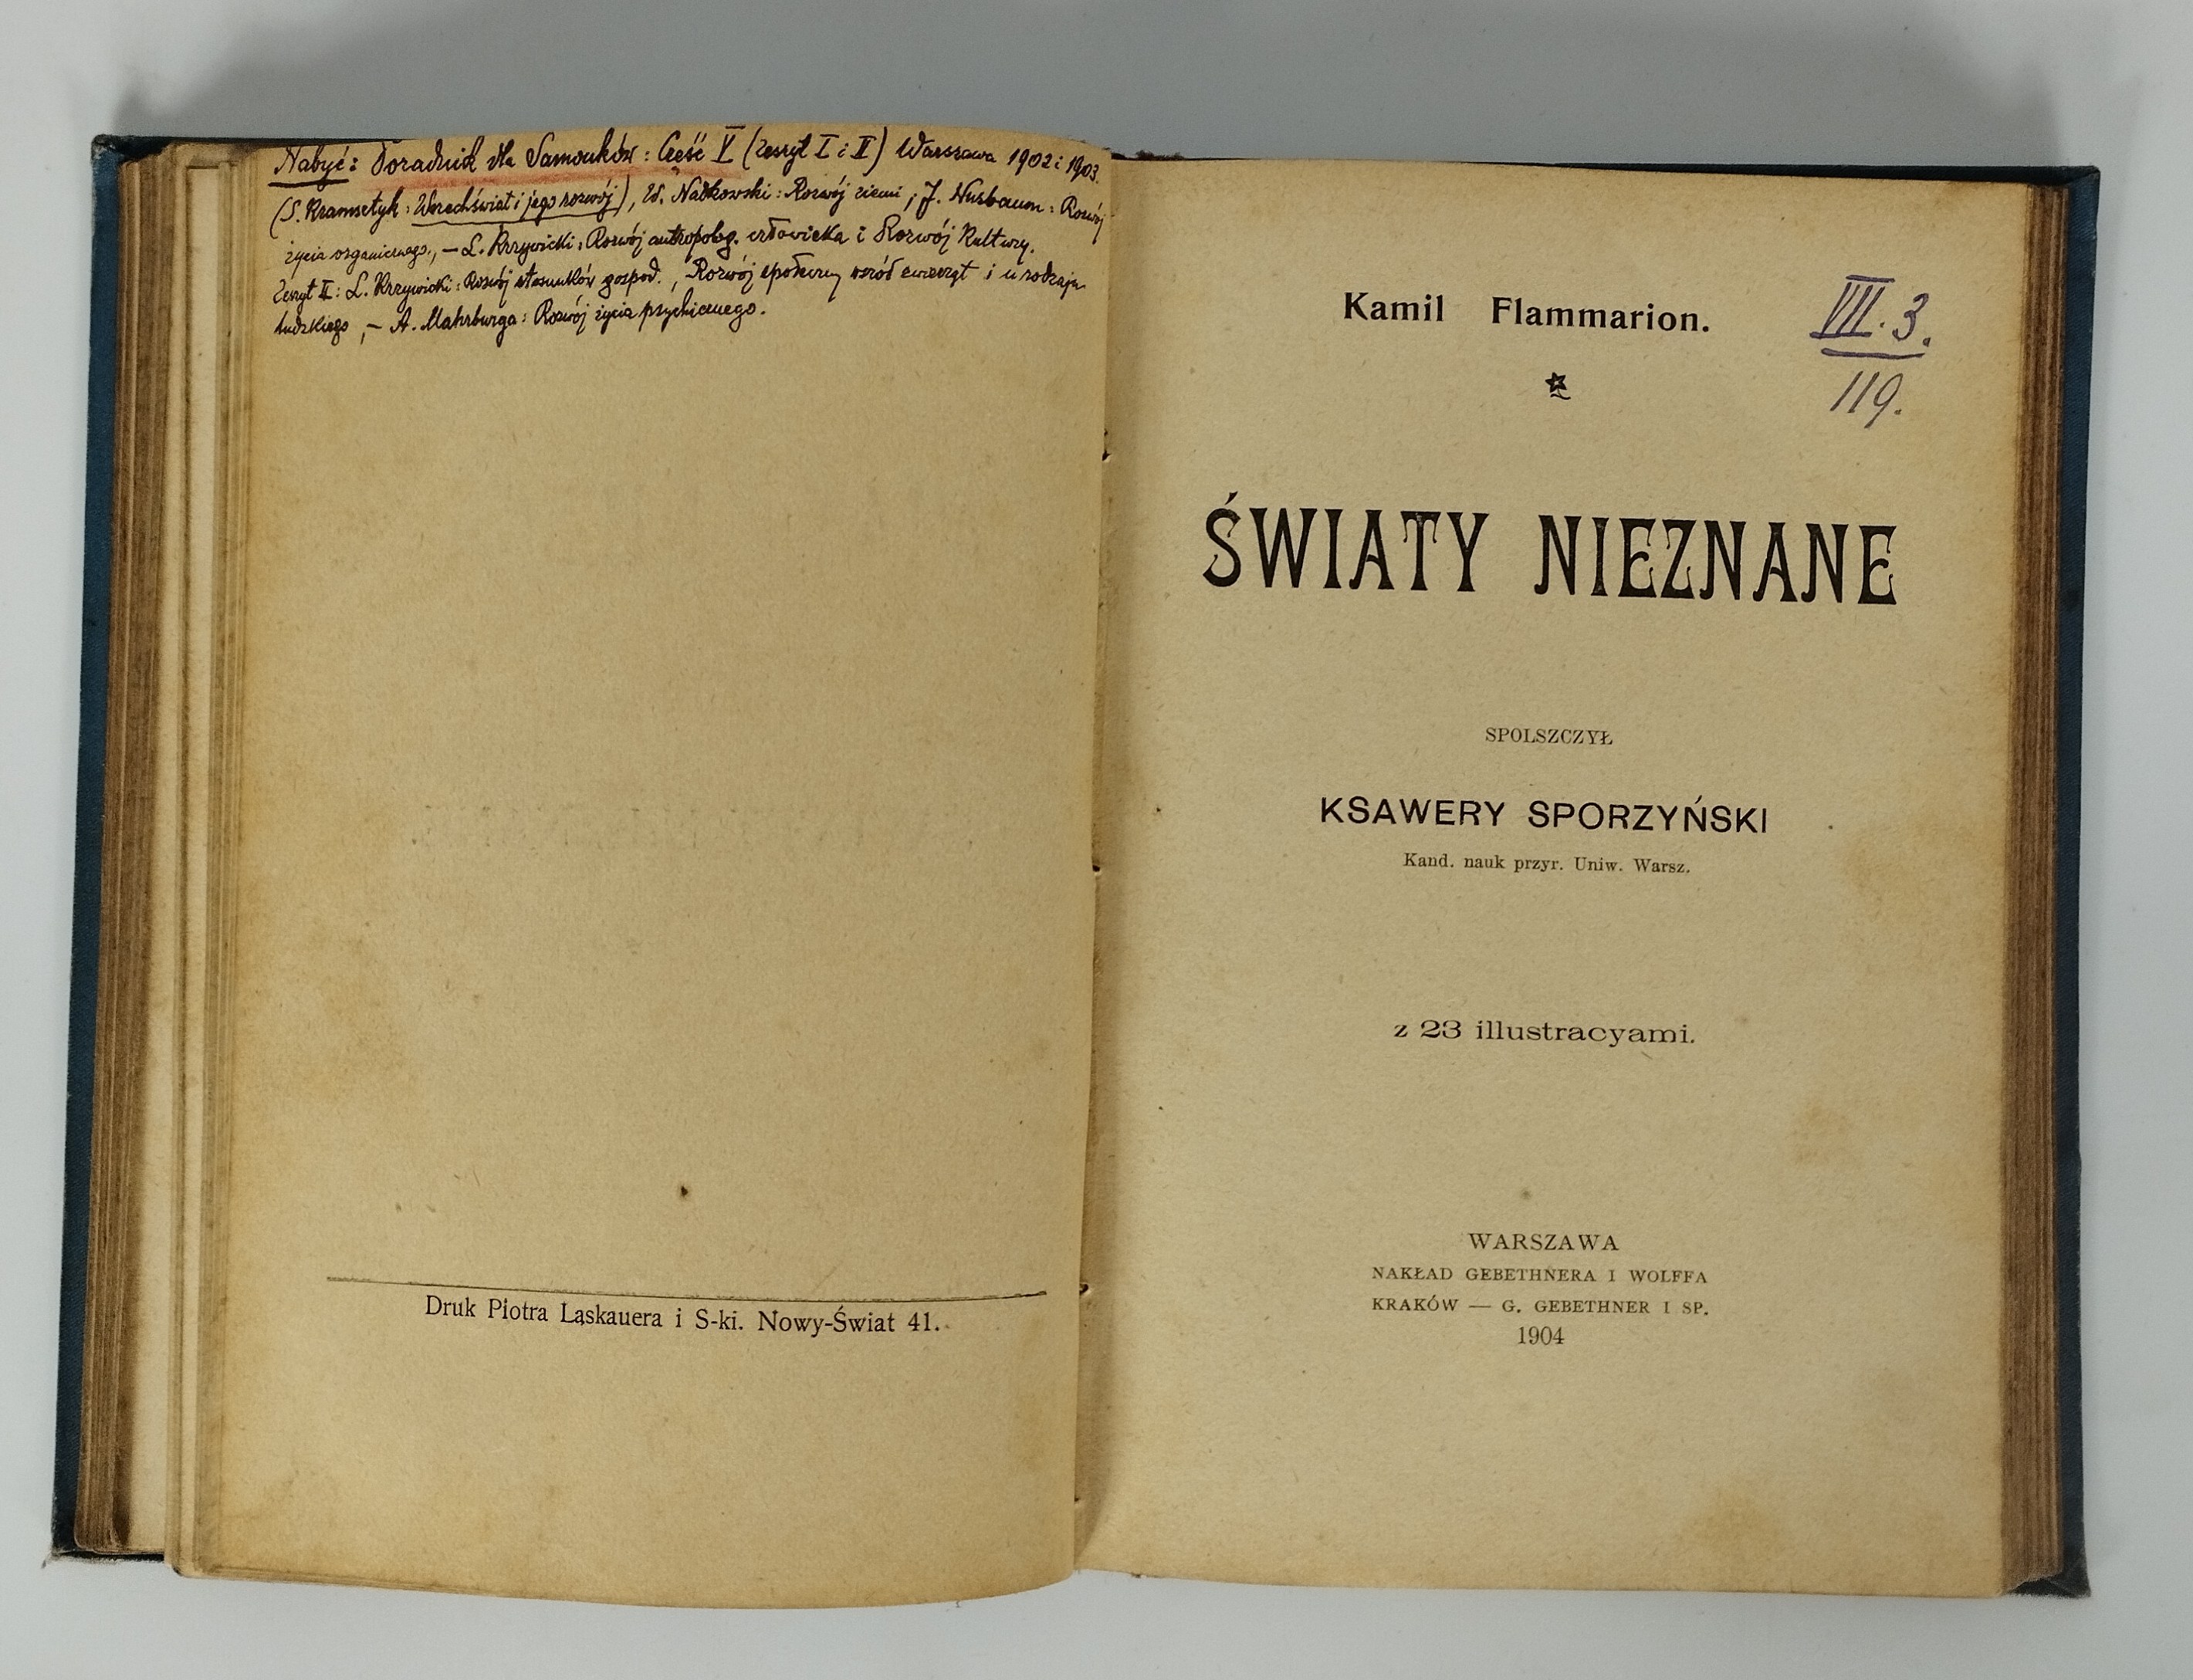 Nabyć: Poradnik dla Samouków: Część V (zeszyt I i II) Warszawa 1902 i 1903.
(S. Kramsztyk: Wszechświat i jego rozwój), W. Nałkowski: Rozwój ziemi, J. Nusbaum: Rozwój
życia organicznego, — L. Krzywicki: Rozwój antropolog. człowieka i Rozwój Kultury.
Zeszyt II: L. Krzywicki: Rozwój stosunków gospod., Rozwój społeczny wśród zwierząt i u rodzaju
ludzkiego, — A. Mahrburga: Rozwój życia psychicznego.
Druk Piotra Laskauera i S-ki. Nowy-Świat 41.
Kamil Flammarion.
VII. 3.
119.
ŚWIATY NIEZNANE
SPOLSZCZYŁ
KSAWERY SPORZYŃSKI
Kand. nauk przyr. Uniw. Warsz.
z 23 illustracyami.
WARSZAWA
NAKŁAD GEBETHNERA I WOLFFA
KRAKÓW — G. GEBETHNER I SP.
1904